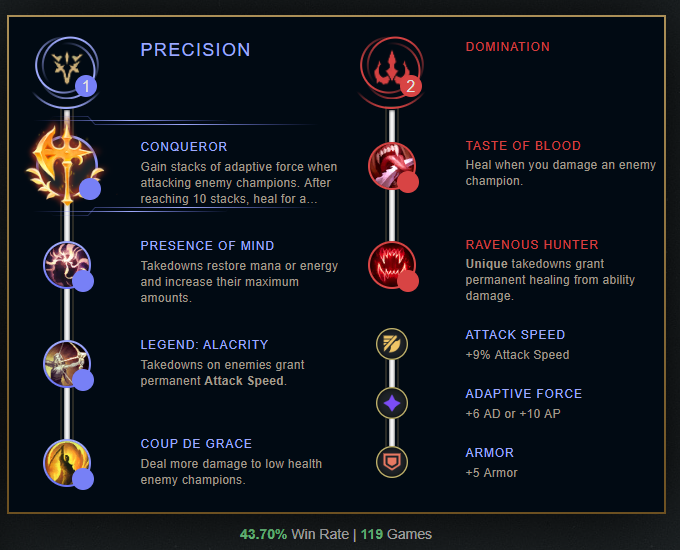 PRECISION
1
CONQUEROR
Gain stacks of adaptive force when
attacking enemy champions. After
reaching 10 stacks, heal for a...
PRESENCE OF MIND
Takedowns restore mana or energy
and increase their maximum
amounts.
LEGEND: ALACRITY
Takedowns on enemies grant
permanent Attack Speed.
COUP DE GRACE
Deal more damage to low health
enemy champions.
DOMINATION
2
TASTE OF BLOOD
Heal when you damage an enemy
champion.
RAVENOUS HUNTER
Unique takedowns grant
permanent healing from ability
damage.
ATTACK SPEED
+9% Attack Speed
ADAPTIVE FORCE
+6 AD or +10 AP
ARMOR
+5 Armor
43.70% Win Rate | 119 Games